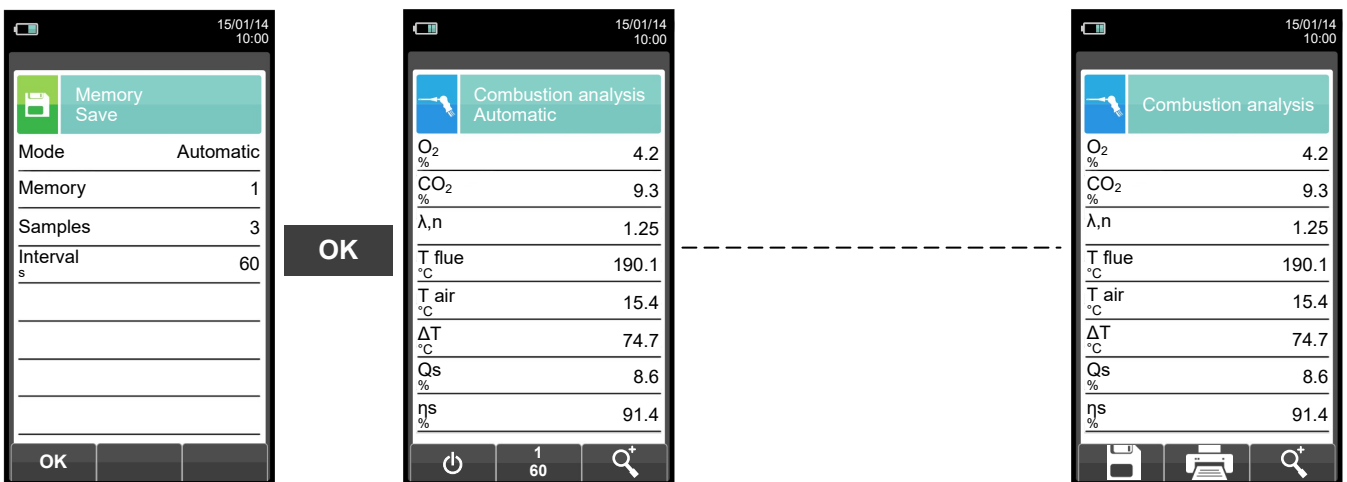 15/01/14
10:00
Memory
Save
Mode Automatic
Memory 1
Samples 3
Interval 60
s
OK
OK
15/01/14
10:00
Combustion analysis
Automatic
O₂ 4.2
%
CO₂ 9.3
%
λ,n 1.25
T flue 190.1
°C
T air 15.4
°C
ΔT 74.7
°C
Qs 8.6
%
ηs 91.4
%
1
60
15/01/14
10:00
Combustion analysis
O₂ 4.2
%
CO₂ 9.3
%
λ,n 1.25
T flue 190.1
°C
T air 15.4
°C
ΔT 74.7
°C
Qs 8.6
%
ηs 91.4
%